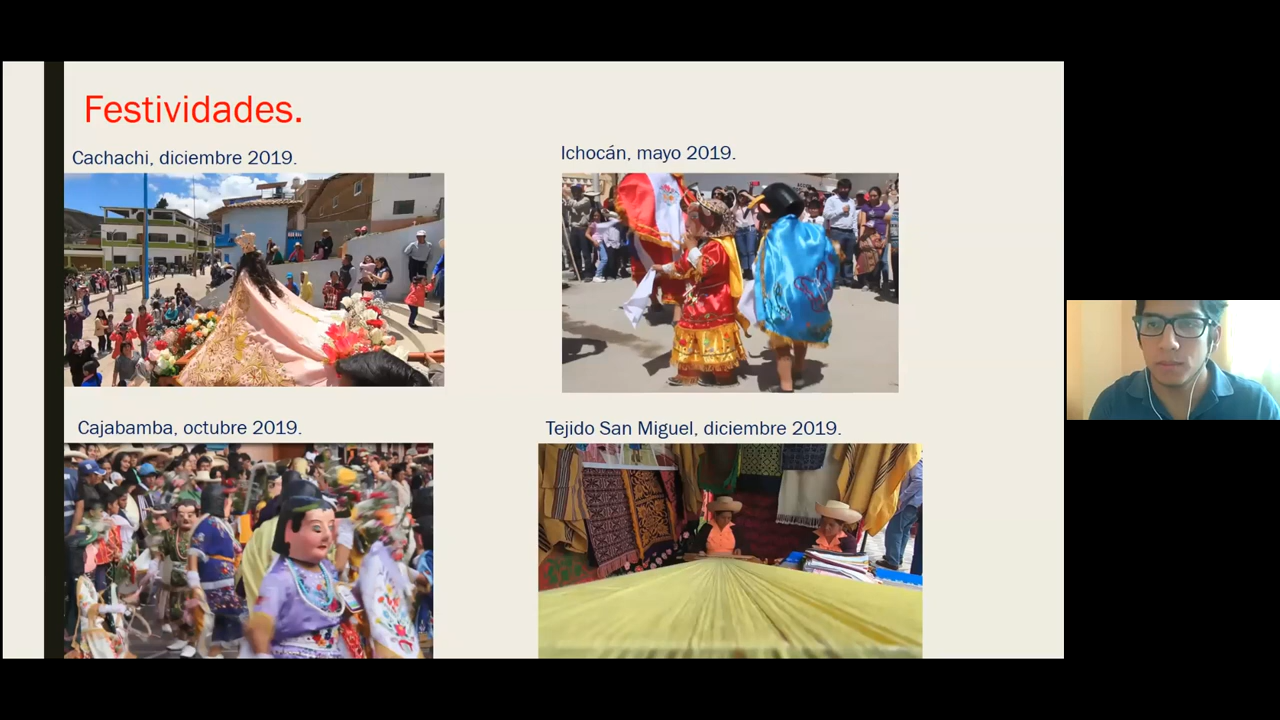 Festividades.
Cachachi, diciembre 2019.
Ichocán, mayo 2019.
Cajabamba, octubre 2019.
Tejido San Miguel, diciembre 2019.